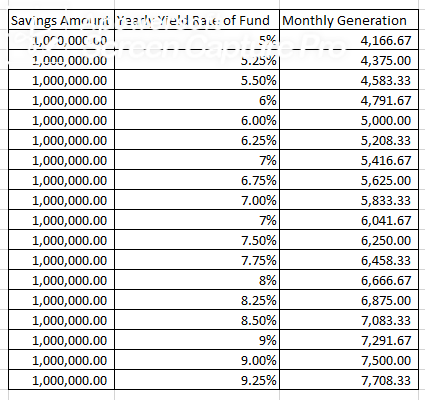 Savings Amount Yearly Yield Rate of Fund Monthly Generation
1,000,000.00 5% 4,166.67
1,000,000.00 5.25% 4,375.00
1,000,000.00 5.50% 4,583.33
1,000,000.00 6% 4,791.67
1,000,000.00 6.00% 5,000.00
1,000,000.00 6.25% 5,208.33
1,000,000.00 7% 5,416.67
1,000,000.00 6.75% 5,625.00
1,000,000.00 7.00% 5,833.33
1,000,000.00 7% 6,041.67
1,000,000.00 7.50% 6,250.00
1,000,000.00 7.75% 6,458.33
1,000,000.00 8% 6,666.67
1,000,000.00 8.25% 6,875.00
1,000,000.00 8.50% 7,083.33
1,000,000.00 9% 7,291.67
1,000,000.00 9.00% 7,500.00
1,000,000.00 9.25% 7,708.33